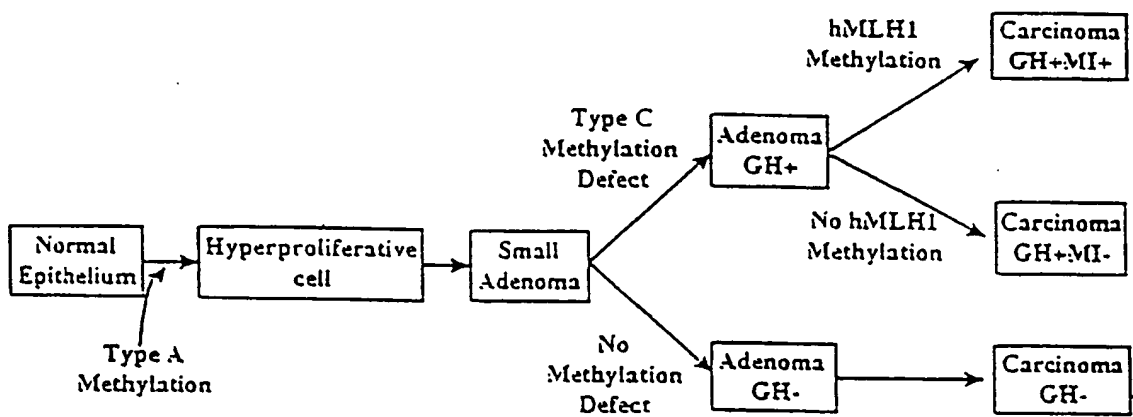 hMLH1
Methylation
Carcinoma
GH+MI+
Type C
Methylation
Defect
Adenoma
GH+
No hMLH1
Methylation
Carcinoma
GH+MI-
Normal
Epithelium
Hyperproliferative
cell
Small
Adenoma
Type A
Methylation
No
Methylation
Defect
Adenoma
GH-
Carcinoma
GH-